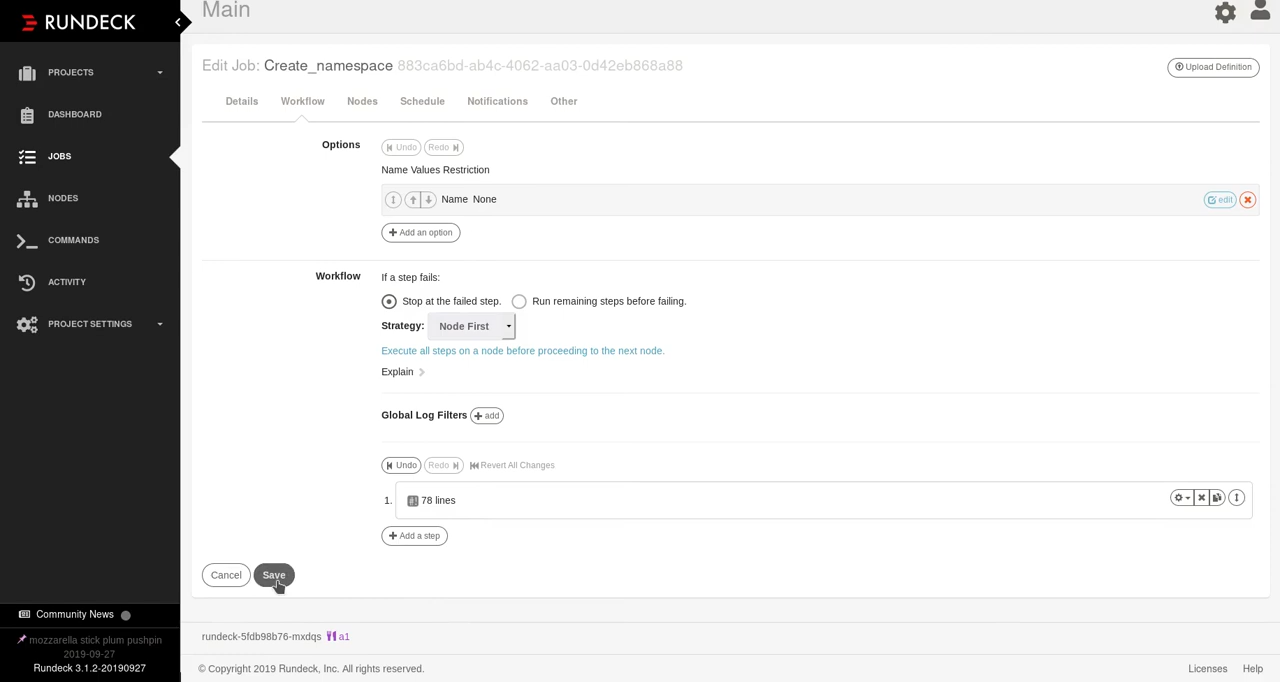 RUNDECK
Main
PROJECTS
DASHBOARD
JOBS
NODES
COMMANDS
ACTIVITY
PROJECT SETTINGS
Community News
mozzarella stick plum pushpin
2019-09-27
Rundeck 3.1.2-20190927
Edit Job: Create_namespace 883ca6bd-ab4c-4062-aa03-0d42eb868a88
Upload Definition
Details Workflow Nodes Schedule Notifications Other
Options
Undo Redo
Name Values Restriction
Name None
edit
Add an option
Workflow
If a step fails:
Stop at the failed step. Run remaining steps before failing.
Strategy: Node First
Execute all steps on a node before proceeding to the next node.
Explain
Global Log Filters + add
Undo Redo Revert All Changes
1. 78 lines
Add a step
Cancel Save
rundeck-5fdb98b76-mxdqs a1
© Copyright 2019 Rundeck, Inc. All rights reserved.
Licenses Help